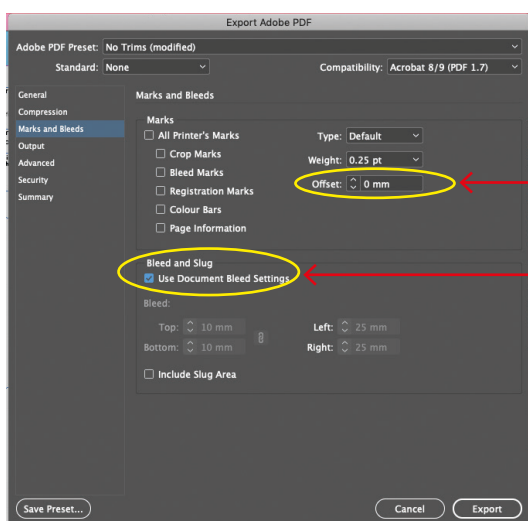 Export Adobe PDF
Adobe PDF Preset: No Trims (modified)
Standard: None Compatibility: Acrobat 8/9 (PDF 1.7)
General
Compression
Marks and Bleeds
Output
Advanced
Security
Summary
Marks and Bleeds
Marks
All Printer's Marks Type: Default
Crop Marks Weight: 0.25 pt
Bleed Marks Offset: 0 mm
Registration Marks
Colour Bars
Page Information
Bleed and Slug
Use Document Bleed Settings
Bleed:
Top: 10 mm Left: 25 mm
Bottom: 10 mm Right: 25 mm
Include Slug Area
Save Preset... Cancel Export